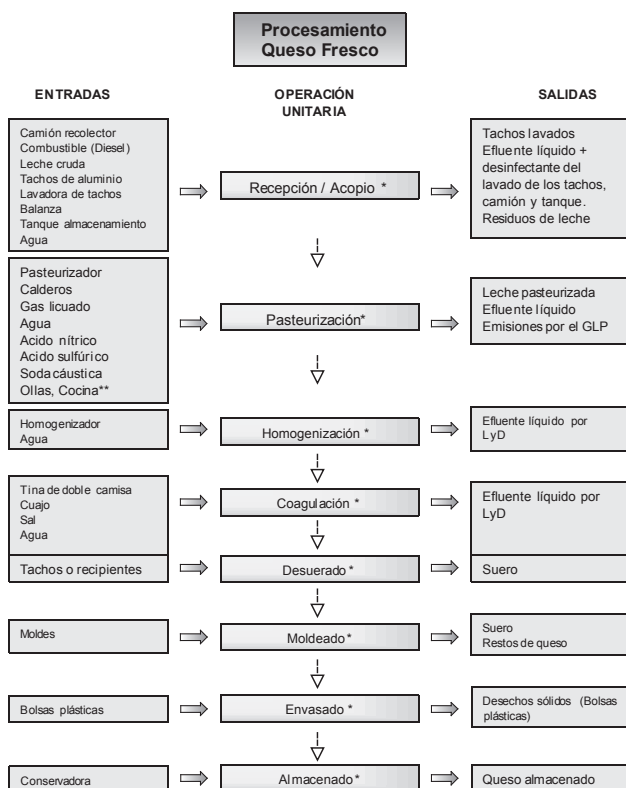 Procesamiento
Queso Fresco
ENTRADAS
OPERACIÓN
UNITARIA
SALIDAS
Camión recolector
Combustible (Diesel)
Leche cruda
Tachos de aluminio
Lavadora de tachos
Balanza
Tanque almacenamiento
Agua
Recepción / Acopio *
Tachos lavados
Efluente líquido +
desinfectante del
lavado de los tachos,
camión y tanque.
Residuos de leche
Pasteurizador
Calderos
Gas licuado
Agua
Acido nítrico
Acido sulfúrico
Soda cáustica
Ollas, Cocina**
Pasteurización*
Leche pasteurizada
Efluente líquido
Emisiones por el GLP
Homogenizador
Agua
Homogenización *
Efluente líquido por
LyD
Tina de doble camisa
Cuajo
Sal
Agua
Coagulación *
Efluente líquido por
LyD
Tachos o recipientes
Desuerado *
Suero
Moldes
Moldeado *
Suero
Restos de queso
Bolsas plásticas
Envasado *
Desechos sólidos (Bolsas
plásticas)
Conservadora
Almacenado *
Queso almacenado